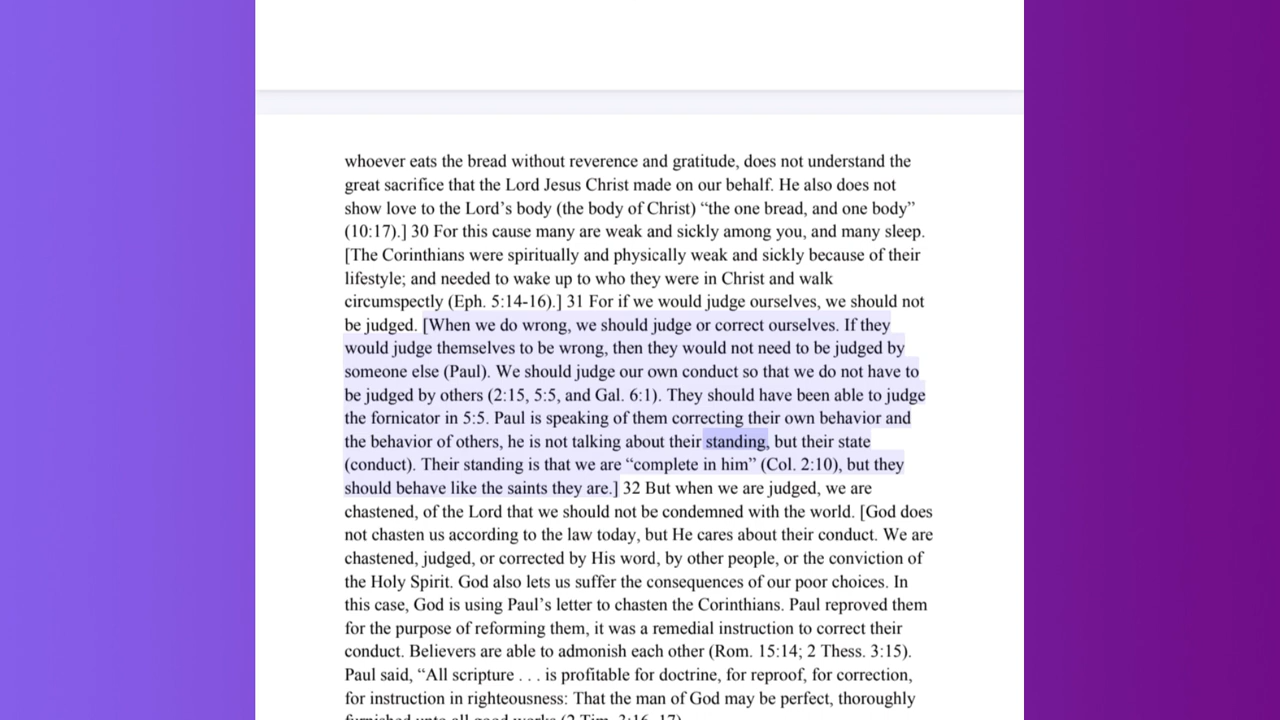 whoever eats the bread without reverence and gratitude, does not understand the
great sacrifice that the Lord Jesus Christ made on our behalf. He also does not
show love to the Lord’s body (the body of Christ) “the one bread, and one body”
(10:17).] 30 For this cause many are weak and sickly among you, and many sleep.
[The Corinthians were spiritually and physically weak and sickly because of their
lifestyle; and needed to wake up to who they were in Christ and walk
circumspectly (Eph. 5:14-16).] 31 For if we would judge ourselves, we should not
be judged. [When we do wrong, we should judge or correct ourselves. If they
would judge themselves to be wrong, then they would not need to be judged by
someone else (Paul). We should judge our own conduct so that we do not have to
be judged by others (2:15, 5:5, and Gal. 6:1). They should have been able to judge
the fornicator in 5:5. Paul is speaking of them correcting their own behavior and
the behavior of others, he is not talking about their standing, but their state
(conduct). Their standing is that we are “complete in him” (Col. 2:10), but they
should behave like the saints they are.] 32 But when we are judged, we are
chastened, of the Lord that we should not be condemned with the world. [God does
not chasten us according to the law today, but He cares about their conduct. We are
chastened, judged, or corrected by His word, by other people, or the conviction of
the Holy Spirit. God also lets us suffer the consequences of our poor choices. In
this case, God is using Paul’s letter to chasten the Corinthians. Paul reproved them
for the purpose of reforming them, it was a remedial instruction to correct their
conduct. Believers are able to admonish each other (Rom. 15:14; 2 Thess. 3:15).
Paul said, “All scripture . . . is profitable for doctrine, for reproof, for correction,
for instruction in righteousness: That the man of God may be perfect, thoroughly
furnished unto all good works (2 Tim. 3:16, 17).